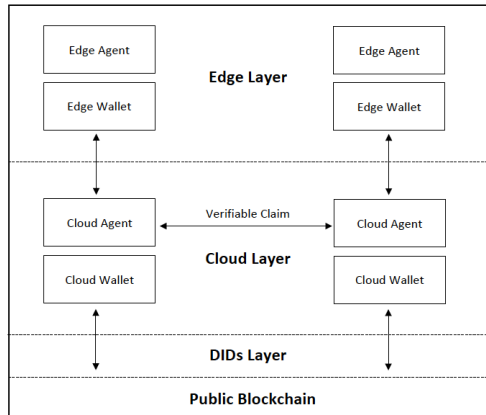 Edge Agent
Edge Agent
Edge Layer
Edge Wallet
Edge Wallet
Verifiable Claim
Cloud Agent
Cloud Agent
Cloud Layer
Cloud Wallet
Cloud Wallet
DIDs Layer
Public Blockchain